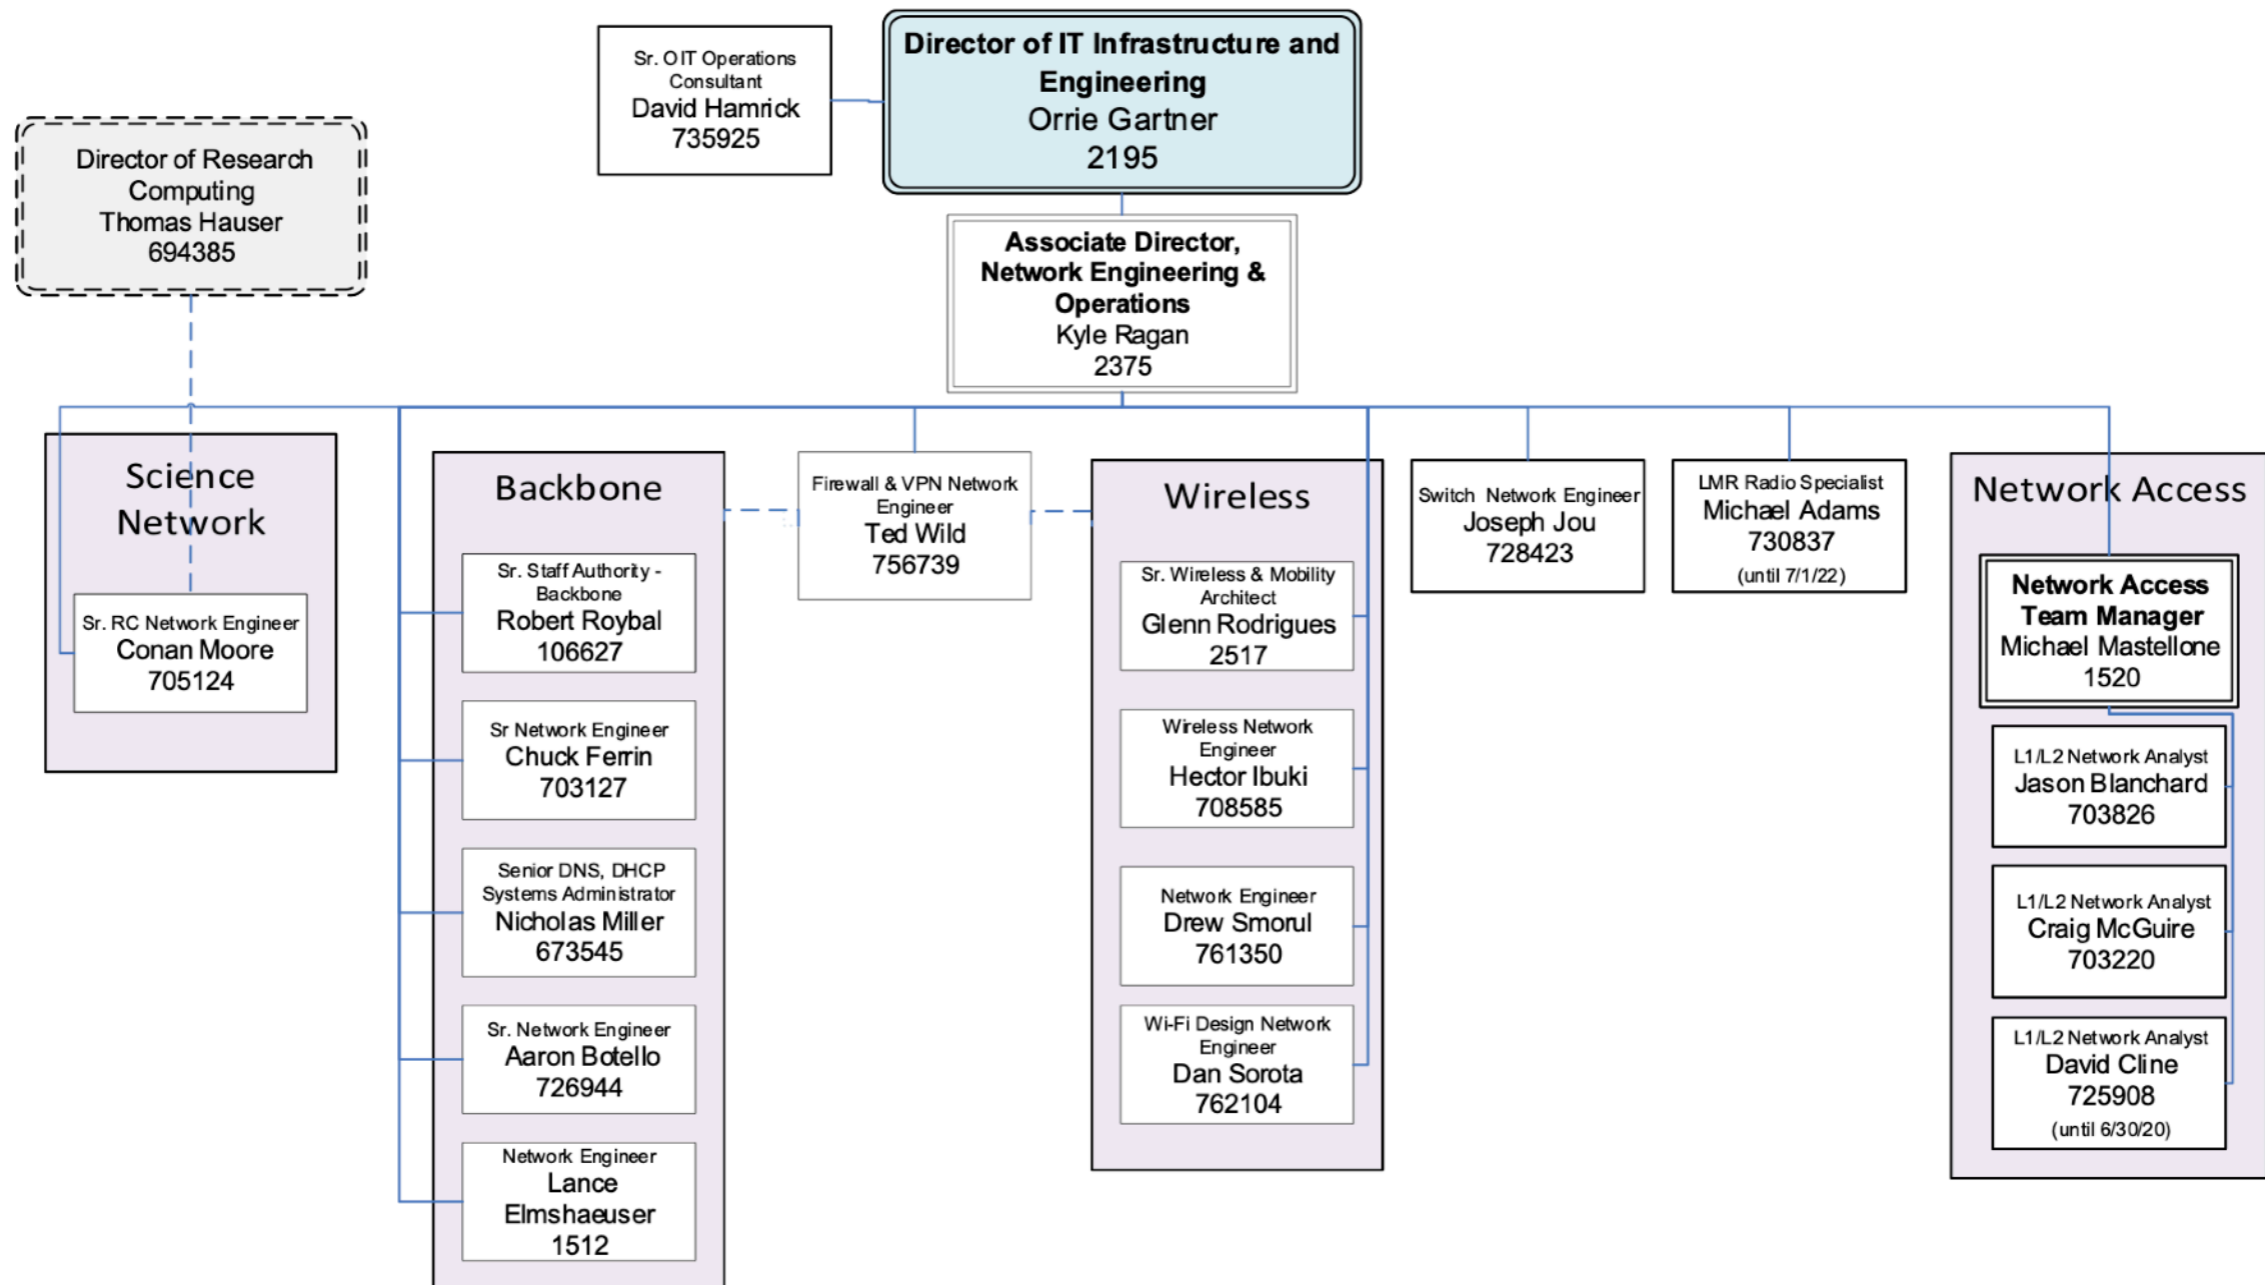 Sr. OIT Operations
Consultant
David Hamrick
735925
Director of IT Infrastructure and
Engineering
Orrie Gartner
2195
Director of Research
Computing
Thomas Hauser
694385
Associate Director,
Network Engineering &
Operations
Kyle Ragan
2375
Science
Network
Sr. RC Network Engineer
Conan Moore
705124
Backbone
Sr. Staff Authority -
Backbone
Robert Roybal
106627
Sr Network Engineer
Chuck Ferrin
703127
Senior DNS, DHCP
Systems Administrator
Nicholas Miller
673545
Sr. Network Engineer
Aaron Botello
726944
Network Engineer
Lance
Elmshaeuser
1512
Firewall & VPN Network
Engineer
Ted Wild
756739
Wireless
Sr. Wireless & Mobility
Architect
Glenn Rodrigues
2517
Wireless Network
Engineer
Hector Ibuki
708585
Network Engineer
Drew Smorul
761350
Wi-Fi Design Network
Engineer
Dan Sorota
762104
Switch Network Engineer
Joseph Jou
728423
LMR Radio Specialist
Michael Adams
730837
(until 7/1/22)
Network Access
Network Access
Team Manager
Michael Mastellone
1520
L1/L2 Network Analyst
Jason Blanchard
703826
L1/L2 Network Analyst
Craig McGuire
703220
L1/L2 Network Analyst
David Cline
725908
(until 6/30/20)